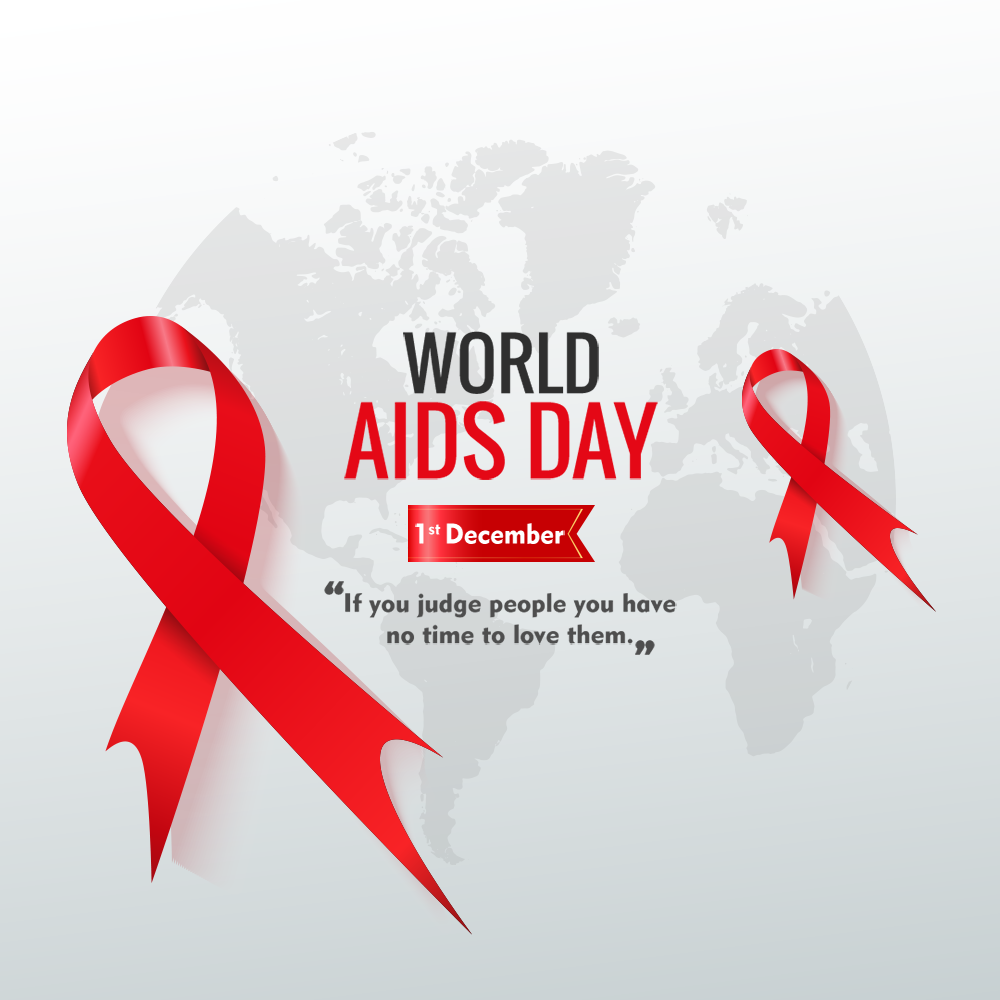 WORLD
AIDS DAY
1st December
“If you judge people you have
no time to love them.”